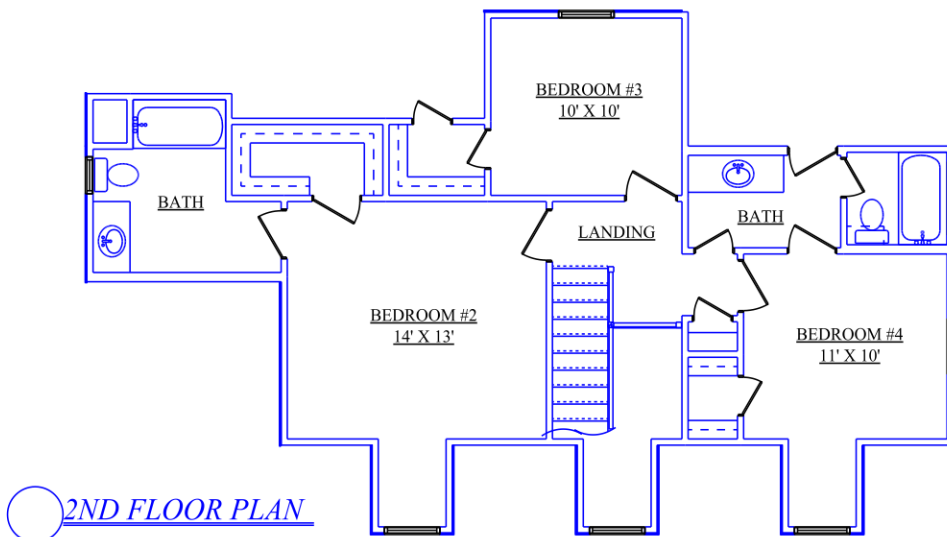 BEDROOM #3
10' X 10'
BATH
LANDING
BATH
BEDROOM #2
14' X 13'
BEDROOM #4
11' X 10'
2ND FLOOR PLAN